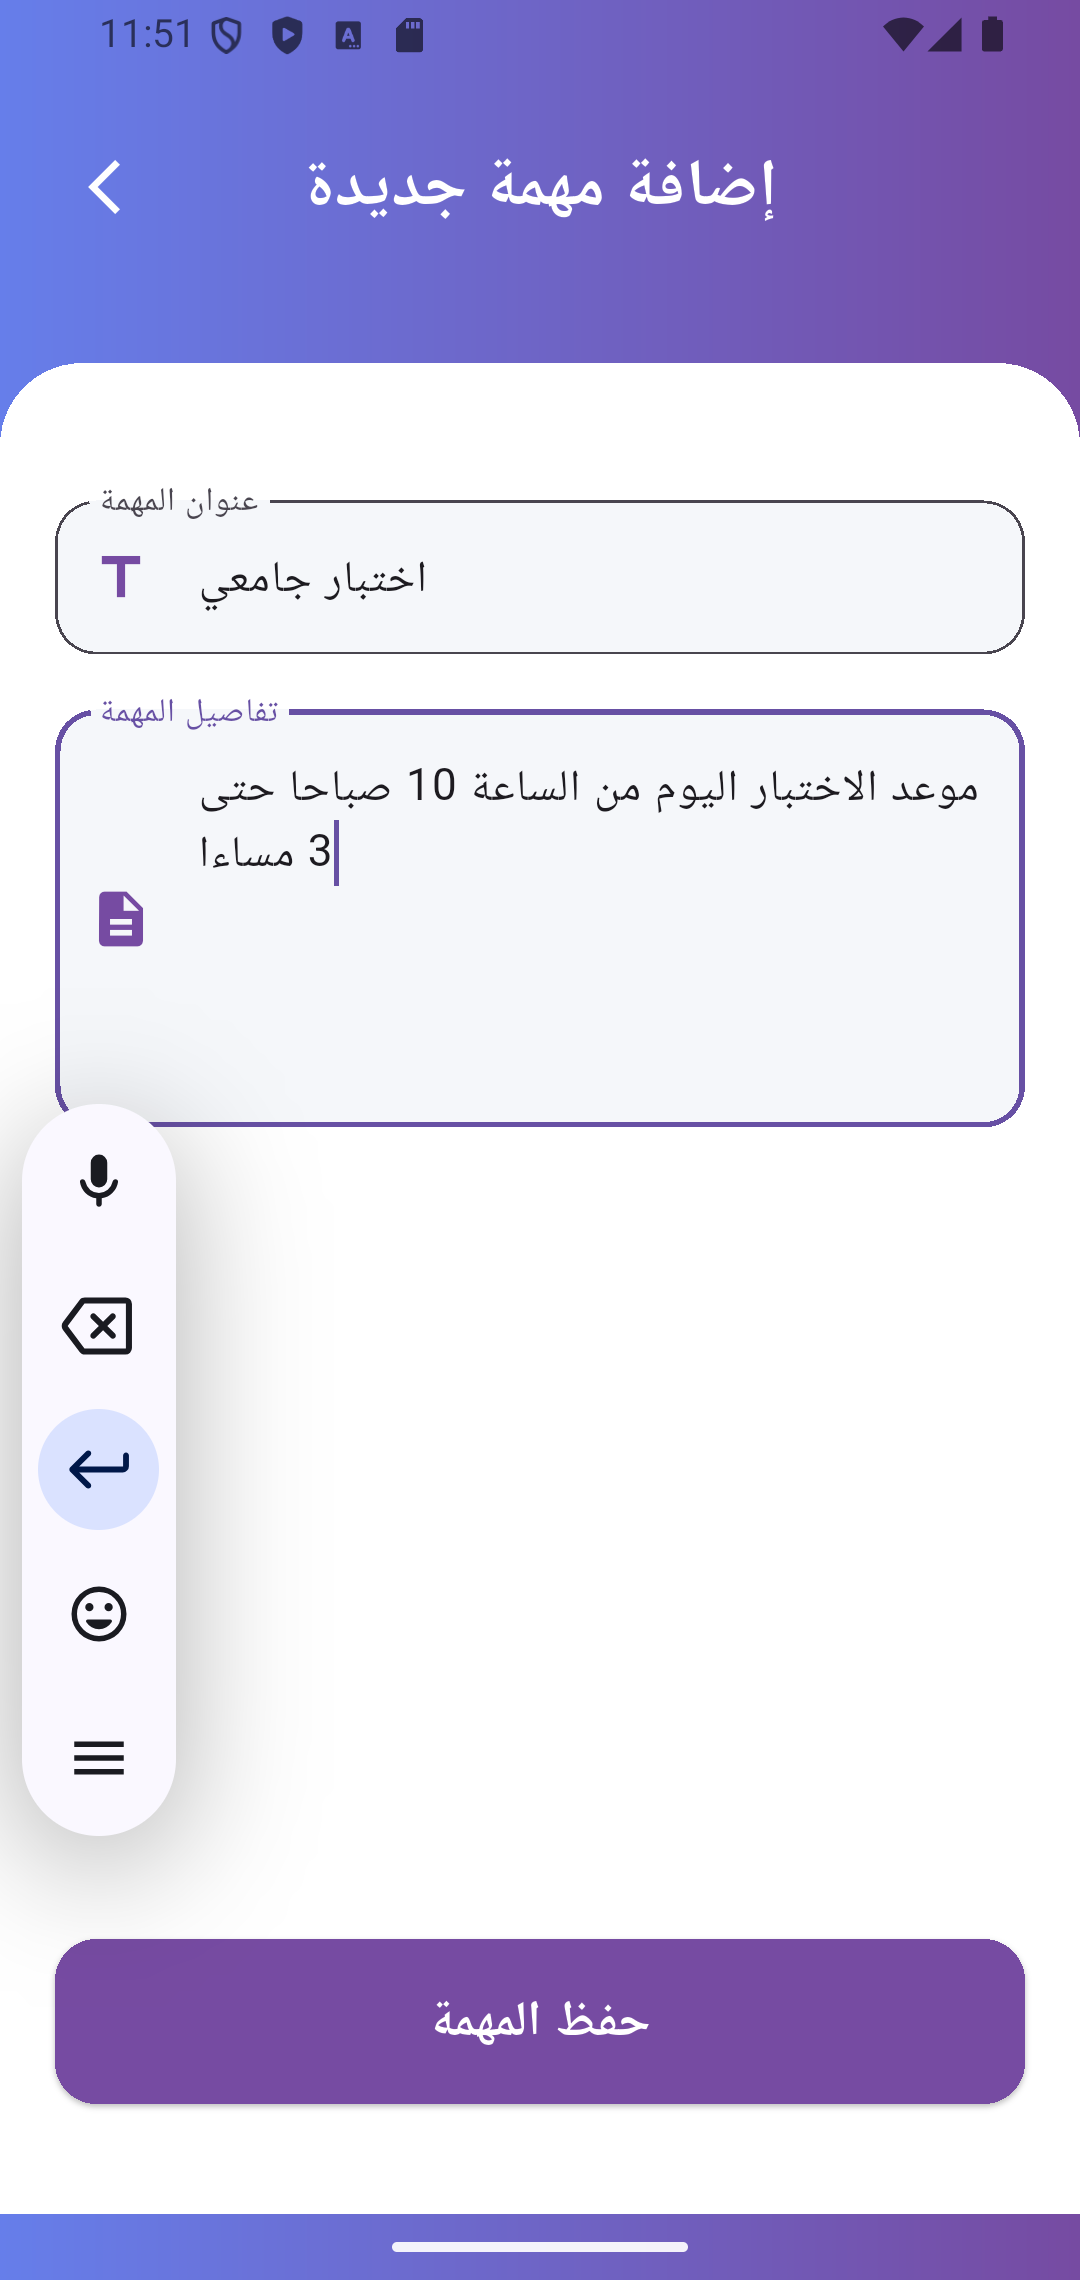 11:51
إضافة مهمة جديدة
عنوان المهمة
اختبار جامعي
تفاصيل المهمة
موعد الاختبار اليوم من الساعة 10 صباحا حتى
3 مساءا
حفظ المهمة